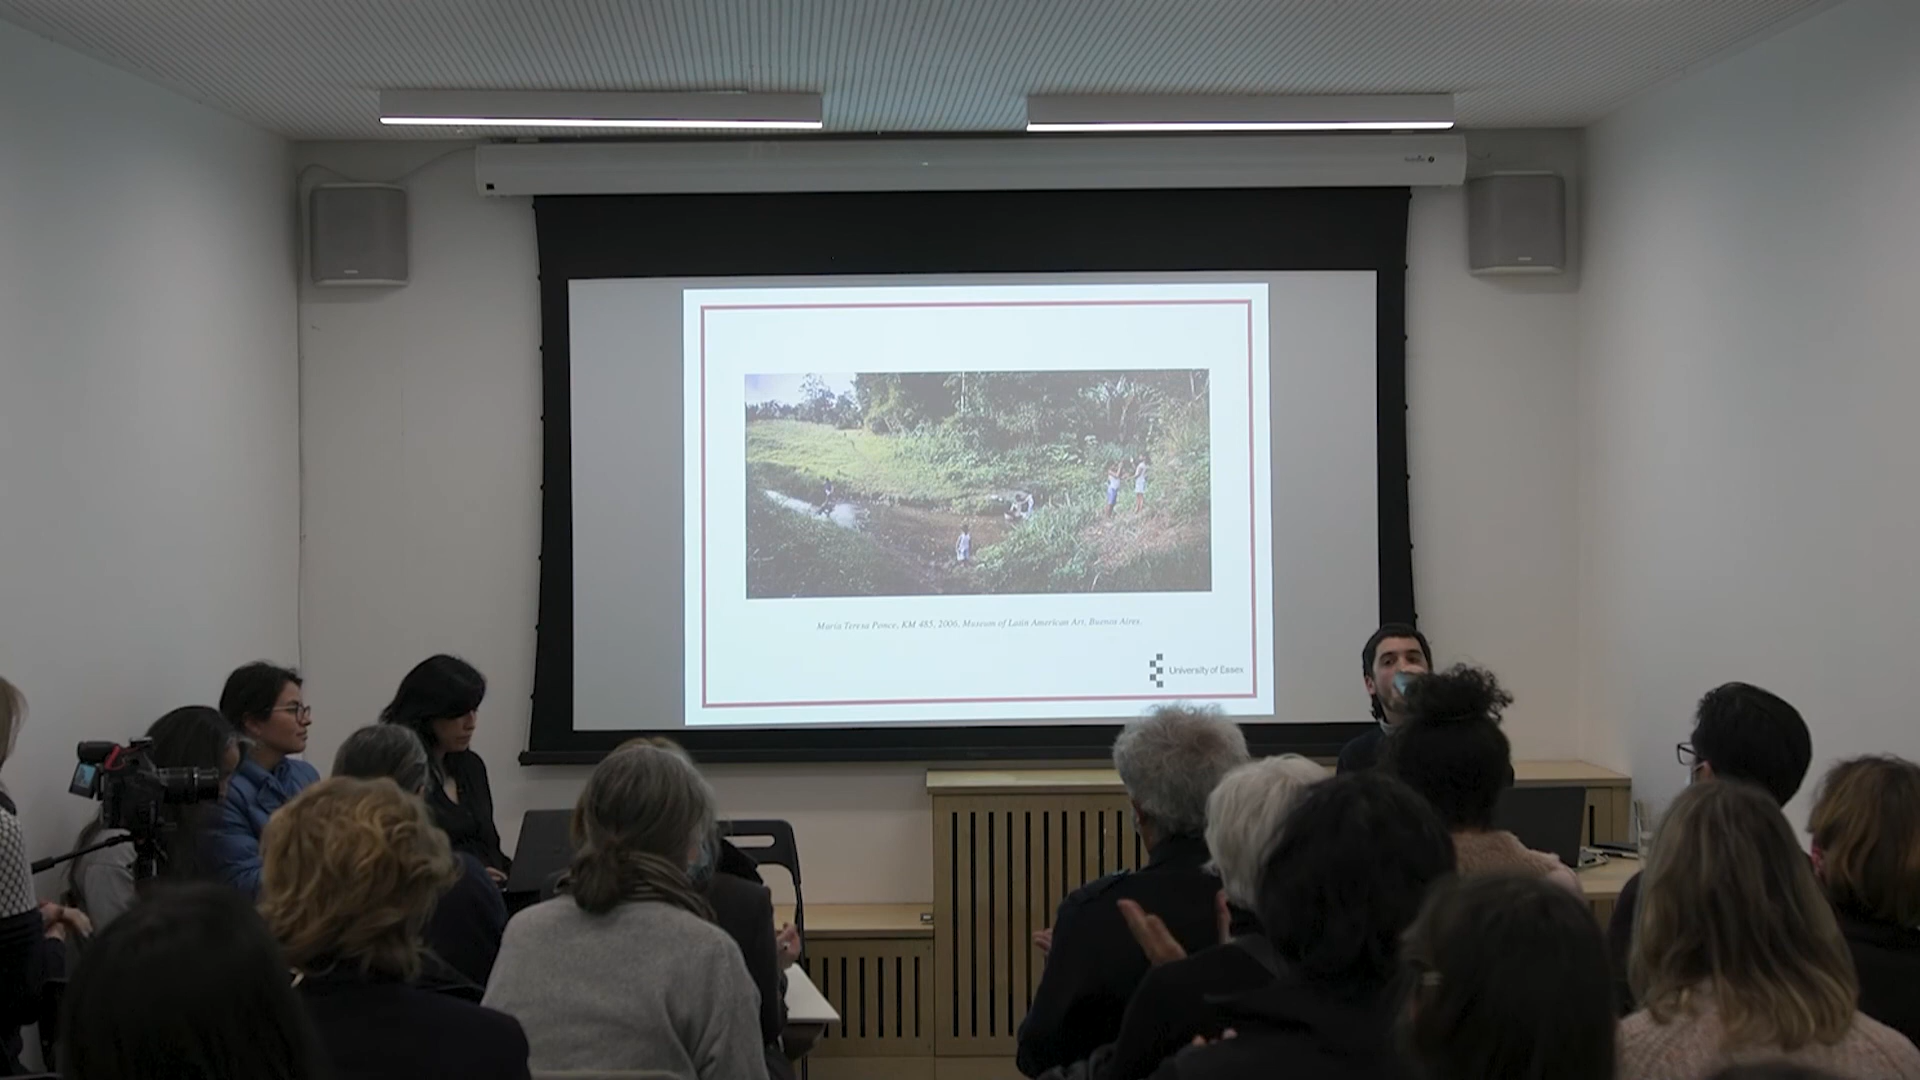 Maria Teresa Ponce, KM 485, 2006, Museum of Latin American Art, Buenos Aires.
University of Essex